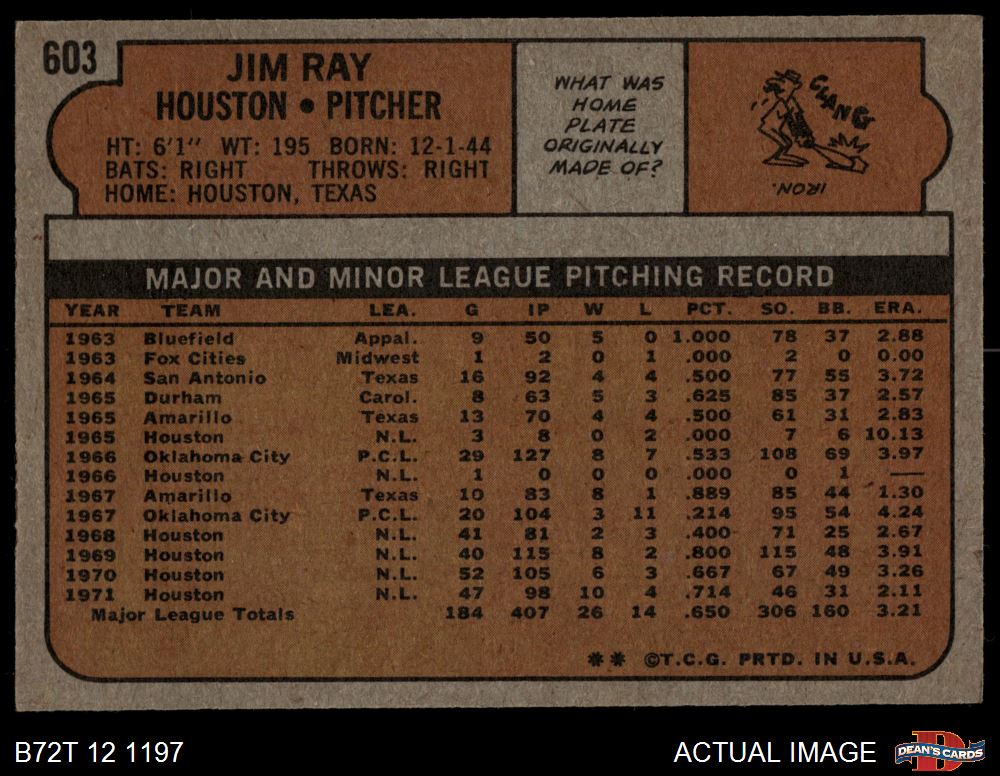 603
JIM RAY
HOUSTON • PITCHER
HT: 6'1" WT: 195 BORN: 12-1-44
BATS: RIGHT THROWS: RIGHT
HOME: HOUSTON, TEXAS
WHAT WAS
HOME
PLATE
ORIGINALLY
MADE OF?
CLANG
IRON.
MAJOR AND MINOR LEAGUE PITCHING RECORD
YEAR TEAM LEA. G IP W L PCT. SO. BB. ERA.
1963 Bluefield Appal. 9 50 5 0 1.000 78 37 2.88
1963 Fox Cities Midwest 1 2 0 1 .000 2 0 0.00
1964 San Antonio Texas 16 92 4 4 .500 77 55 3.72
1965 Durham Carol. 8 63 5 3 .625 85 37 2.57
1965 Amarillo Texas 13 70 4 4 .500 61 31 2.83
1965 Houston N.L. 3 8 0 2 .000 7 6 10.13
1966 Oklahoma City P.C.L. 29 127 8 7 .533 108 69 3.97
1966 Houston N.L. 1 0 0 0 .000 0 1 —
1967 Amarillo Texas 10 83 8 1 .889 85 44 1.30
1967 Oklahoma City P.C.L. 20 104 3 11 .214 95 54 4.24
1968 Houston N.L. 41 81 2 3 .400 71 25 2.67
1969 Houston N.L. 40 115 8 2 .800 115 48 3.91
1970 Houston N.L. 52 105 6 3 .667 67 49 3.26
1971 Houston N.L. 47 98 10 4 .714 46 31 2.11
Major League Totals 184 407 26 14 .650 306 160 3.21
** ©T.C.G. PRTD. IN U.S.A.
B72T 12 1197
ACTUAL IMAGE
DEAN'S CARDS